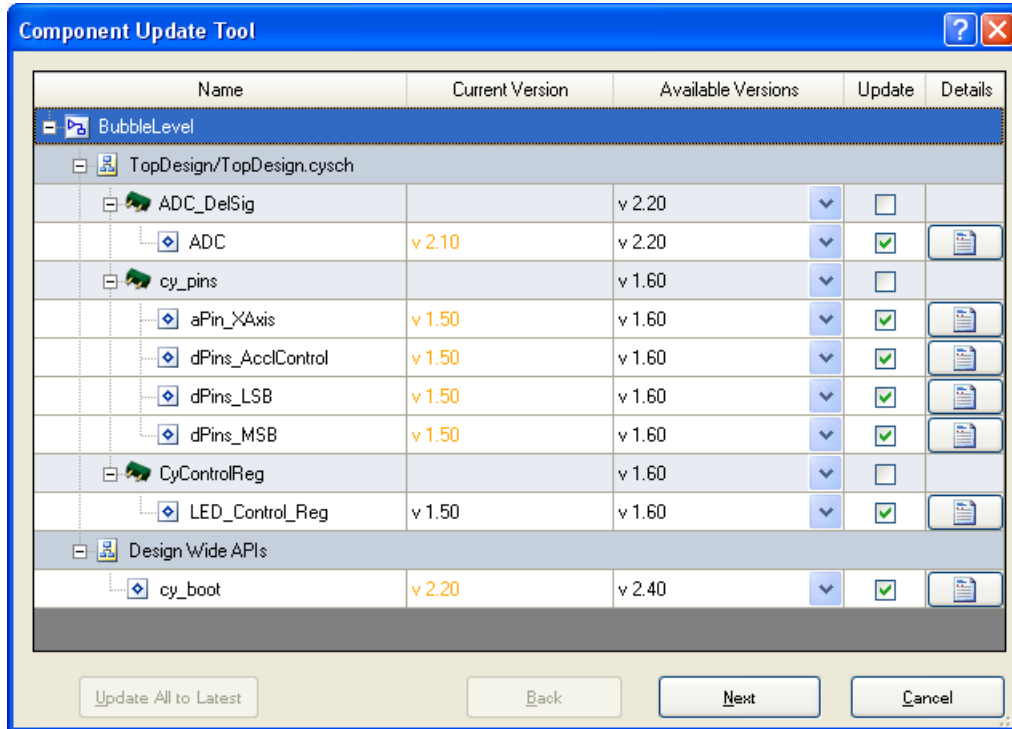 Component Update Tool
Name Current Version Available Versions Update Details
BubbleLevel
TopDesign/TopDesign.cysch
ADC_DelSig v 2.20
ADC v 2.10 v 2.20
cy_pins v 1.60
aPin_XAxis v 1.50 v 1.60
dPins_AcclControl v 1.50 v 1.60
dPins_LSB v 1.50 v 1.60
dPins_MSB v 1.50 v 1.60
CyControlReg v 1.60
LED_Control_Reg v 1.50 v 1.60
Design Wide APIs
cy_boot v 2.20 v 2.40
Update All to Latest Back Next Cancel